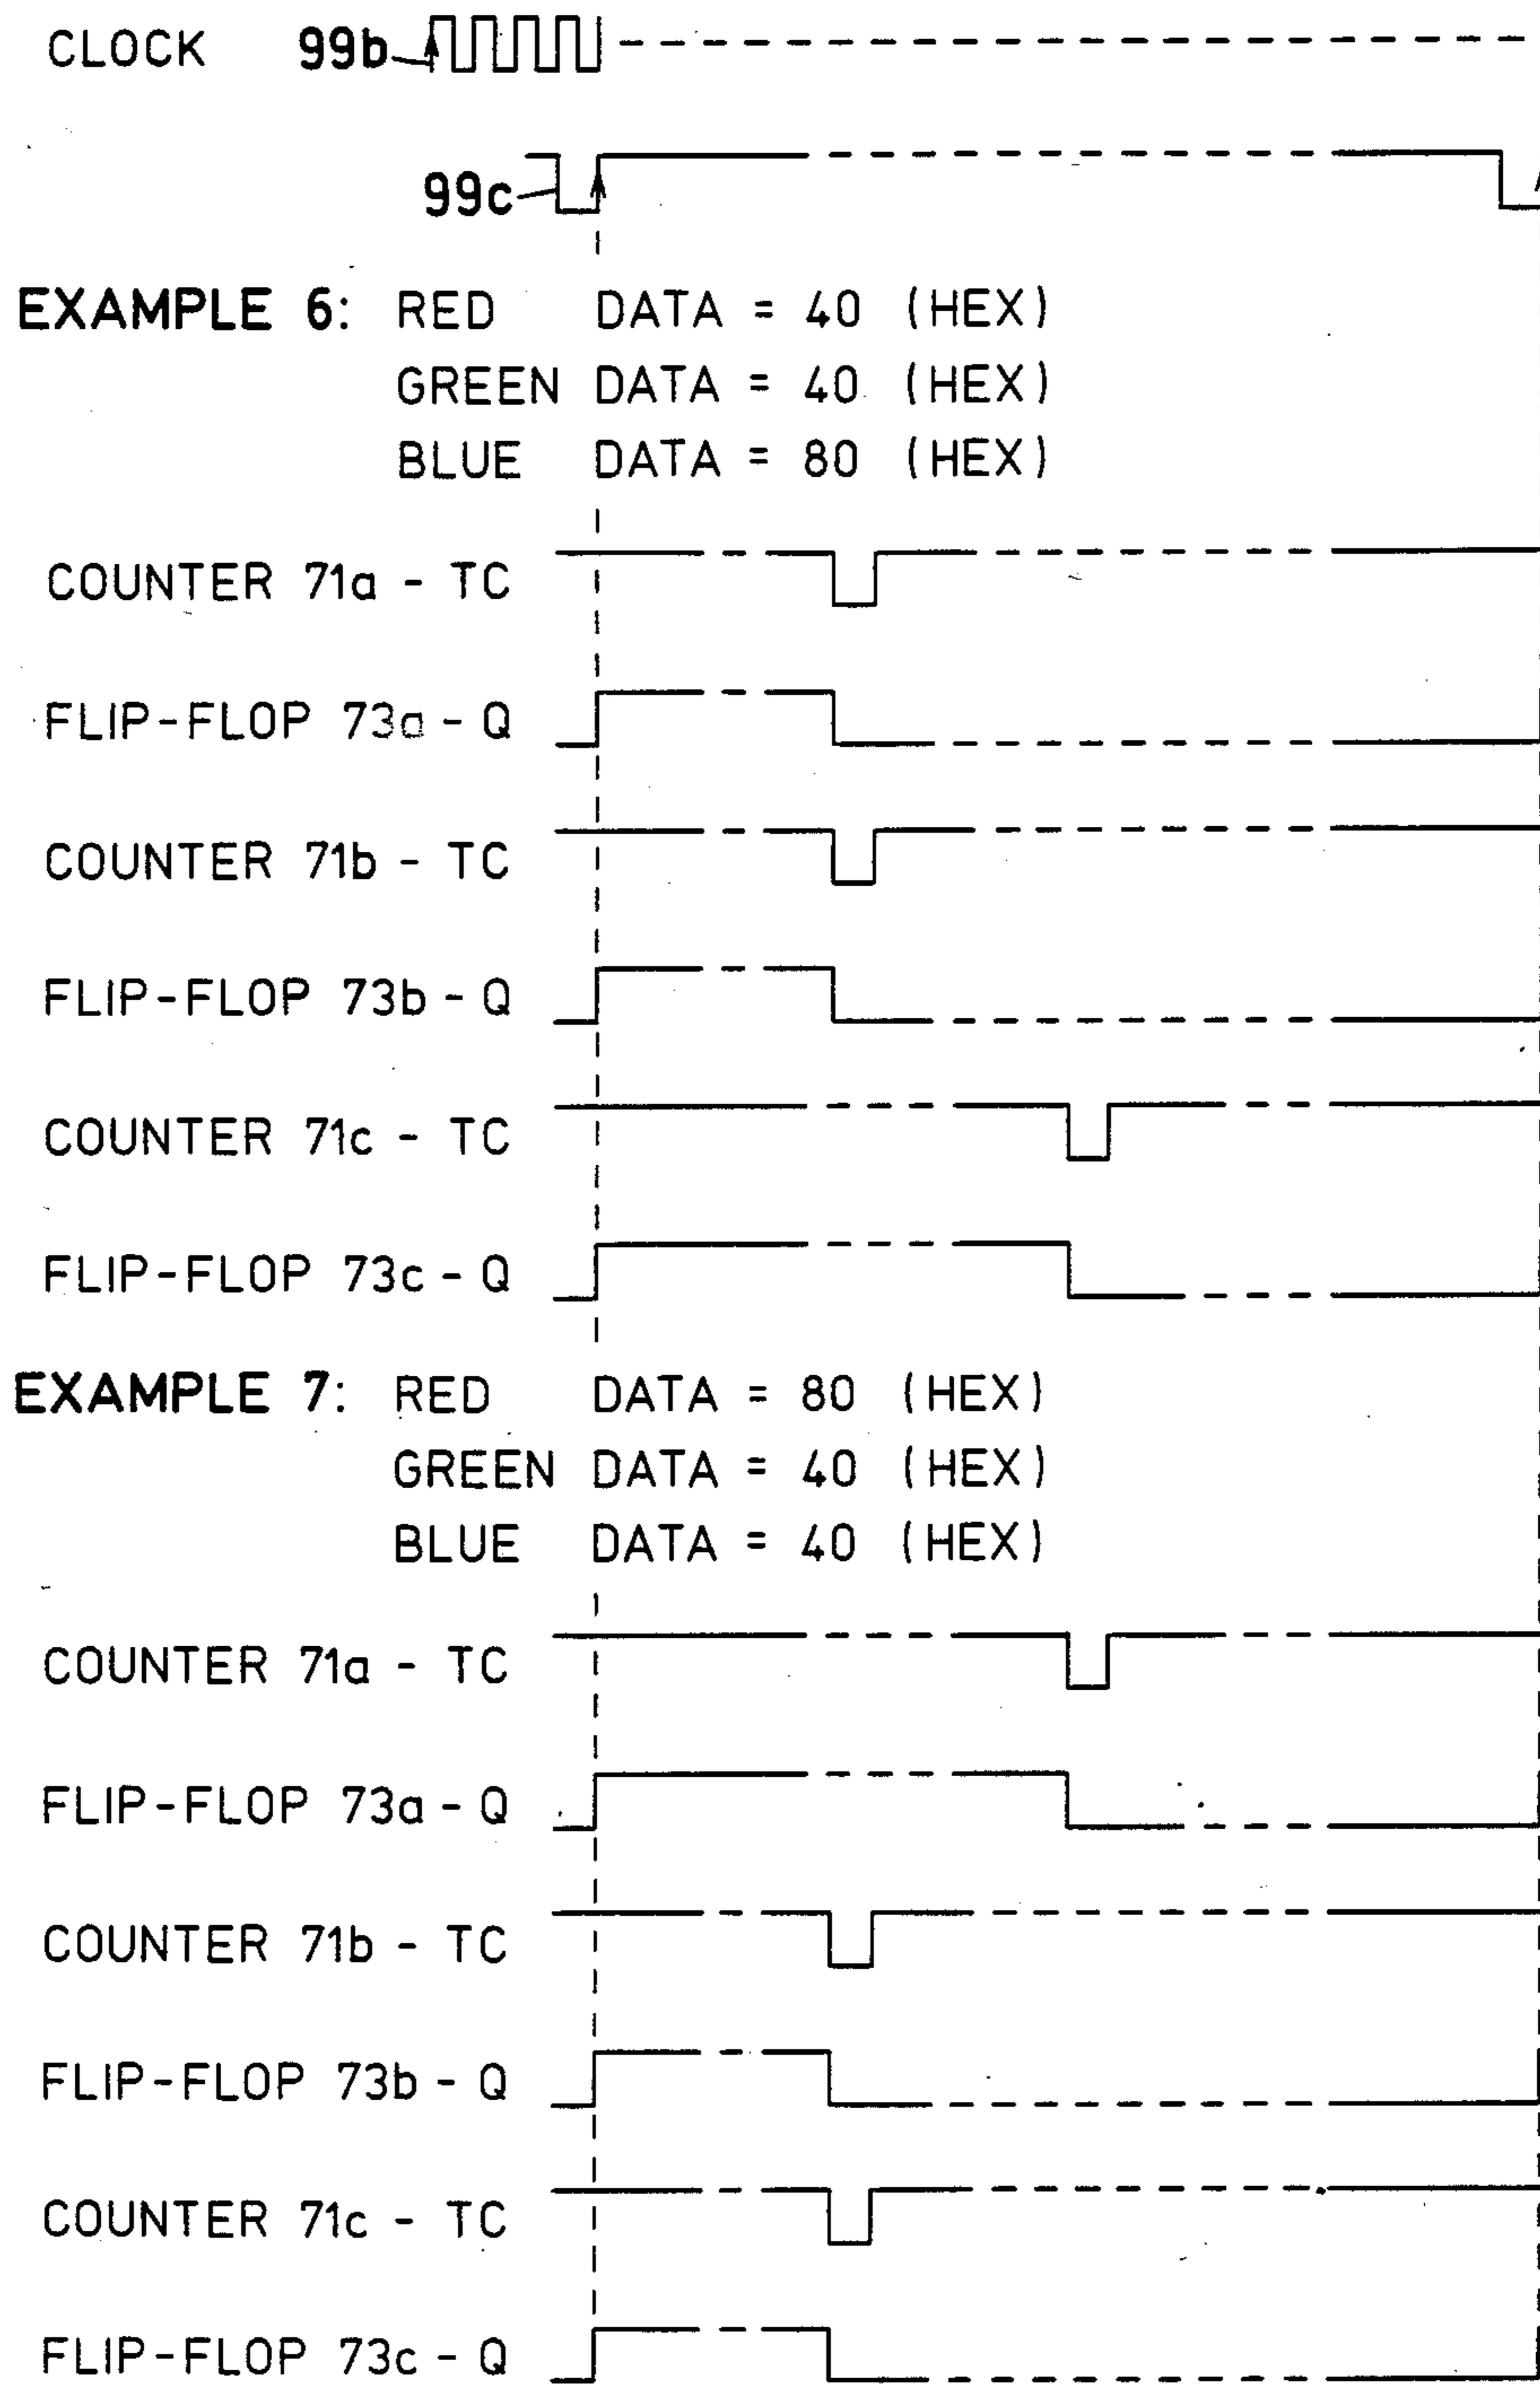 CLOCK 99b
99c
EXAMPLE 6: RED DATA = 40 (HEX)
GREEN DATA = 40 (HEX)
BLUE DATA = 80 (HEX)
COUNTER 71a - TC
FLIP-FLOP 73a - Q
COUNTER 71b - TC
FLIP-FLOP 73b - Q
COUNTER 71c - TC
FLIP-FLOP 73c - Q
EXAMPLE 7: RED DATA = 80 (HEX)
GREEN DATA = 40 (HEX)
BLUE DATA = 40 (HEX)
COUNTER 71a - TC
FLIP-FLOP 73a - Q
COUNTER 71b - TC
FLIP-FLOP 73b - Q
COUNTER 71c - TC
FLIP-FLOP 73c - Q